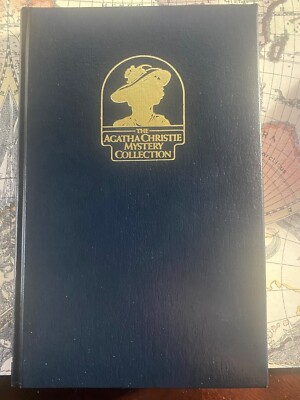 THE
AGATHA CHRISTIE
MYSTERY
COLLECTION